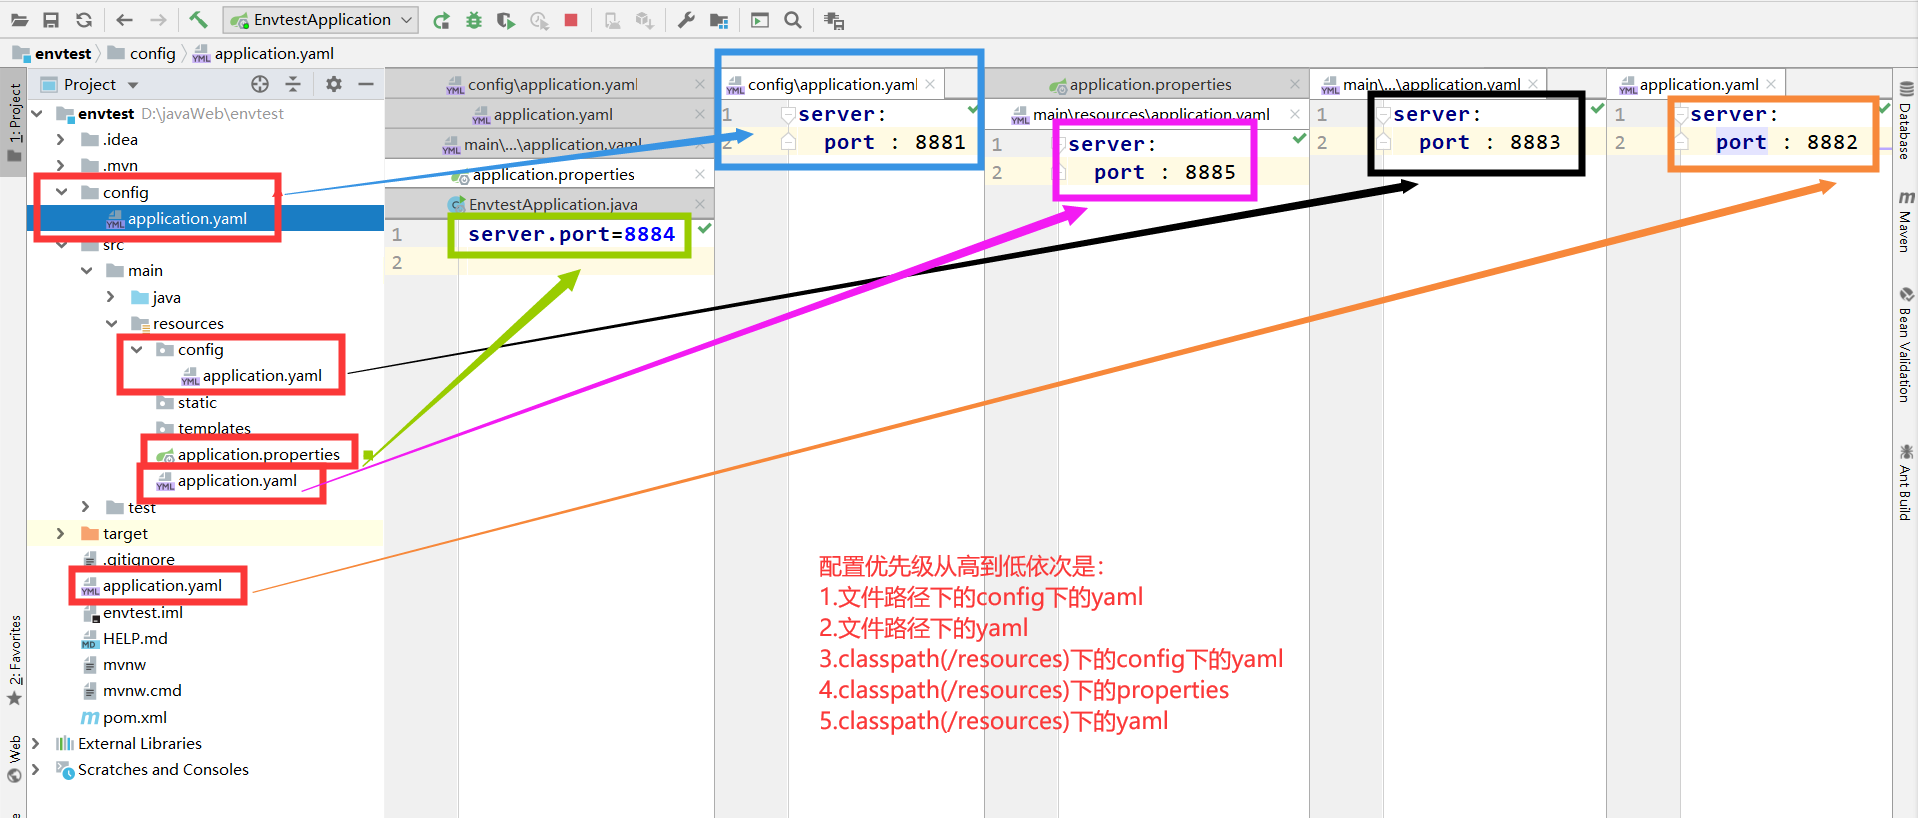 EnvtestApplication
envtest
config
application.yaml
1: Project
Project
envtest D:\javaWeb\envtest
.idea
.mvn
config
application.yaml
src
main
java
resources
config
application.yaml
static
templates
application.properties
application.yaml
test
target
.gitignore
application.yaml
envtest.iml
HELP.md
mvnw
mvnw.cmd
pom.xml
External Libraries
Scratches and Consoles
2: Favorites
Web
config\application.yaml
application.yaml
main\...\application.yaml
application.properties
EnvtestApplication.java
1 server.port=8884
2
config\application.yaml
1 server:
2 port : 8881
application.properties
main\resources\application.yaml
1 server:
2 port : 8885
main\...\application.yaml
1 server:
2 port : 8883
application.yaml
1 server:
2 port : 8882
配置优先级从高到低依次是：
1.文件路径下的config下的yaml
2.文件路径下的yaml
3.classpath(/resources)下的config下的yaml
4.classpath(/resources)下的properties
5.classpath(/resources)下的yaml
Database
Maven
Bean Validation
Ant Build